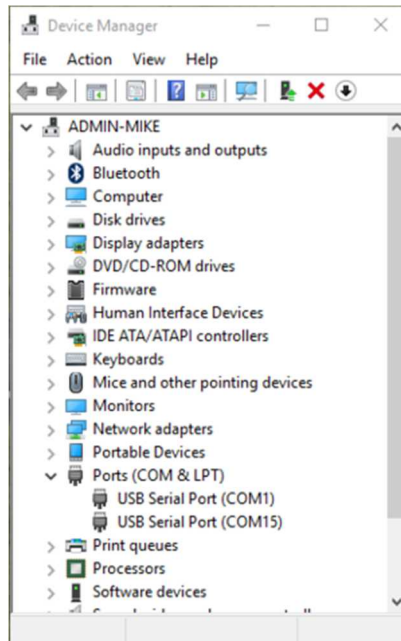 Device Manager
File Action View Help
ADMIN-MIKE
Audio inputs and outputs
Bluetooth
Computer
Disk drives
Display adapters
DVD/CD-ROM drives
Firmware
Human Interface Devices
IDE ATA/ATAPI controllers
Keyboards
Mice and other pointing devices
Monitors
Network adapters
Portable Devices
Ports (COM & LPT)
USB Serial Port (COM1)
USB Serial Port (COM15)
Print queues
Processors
Software devices